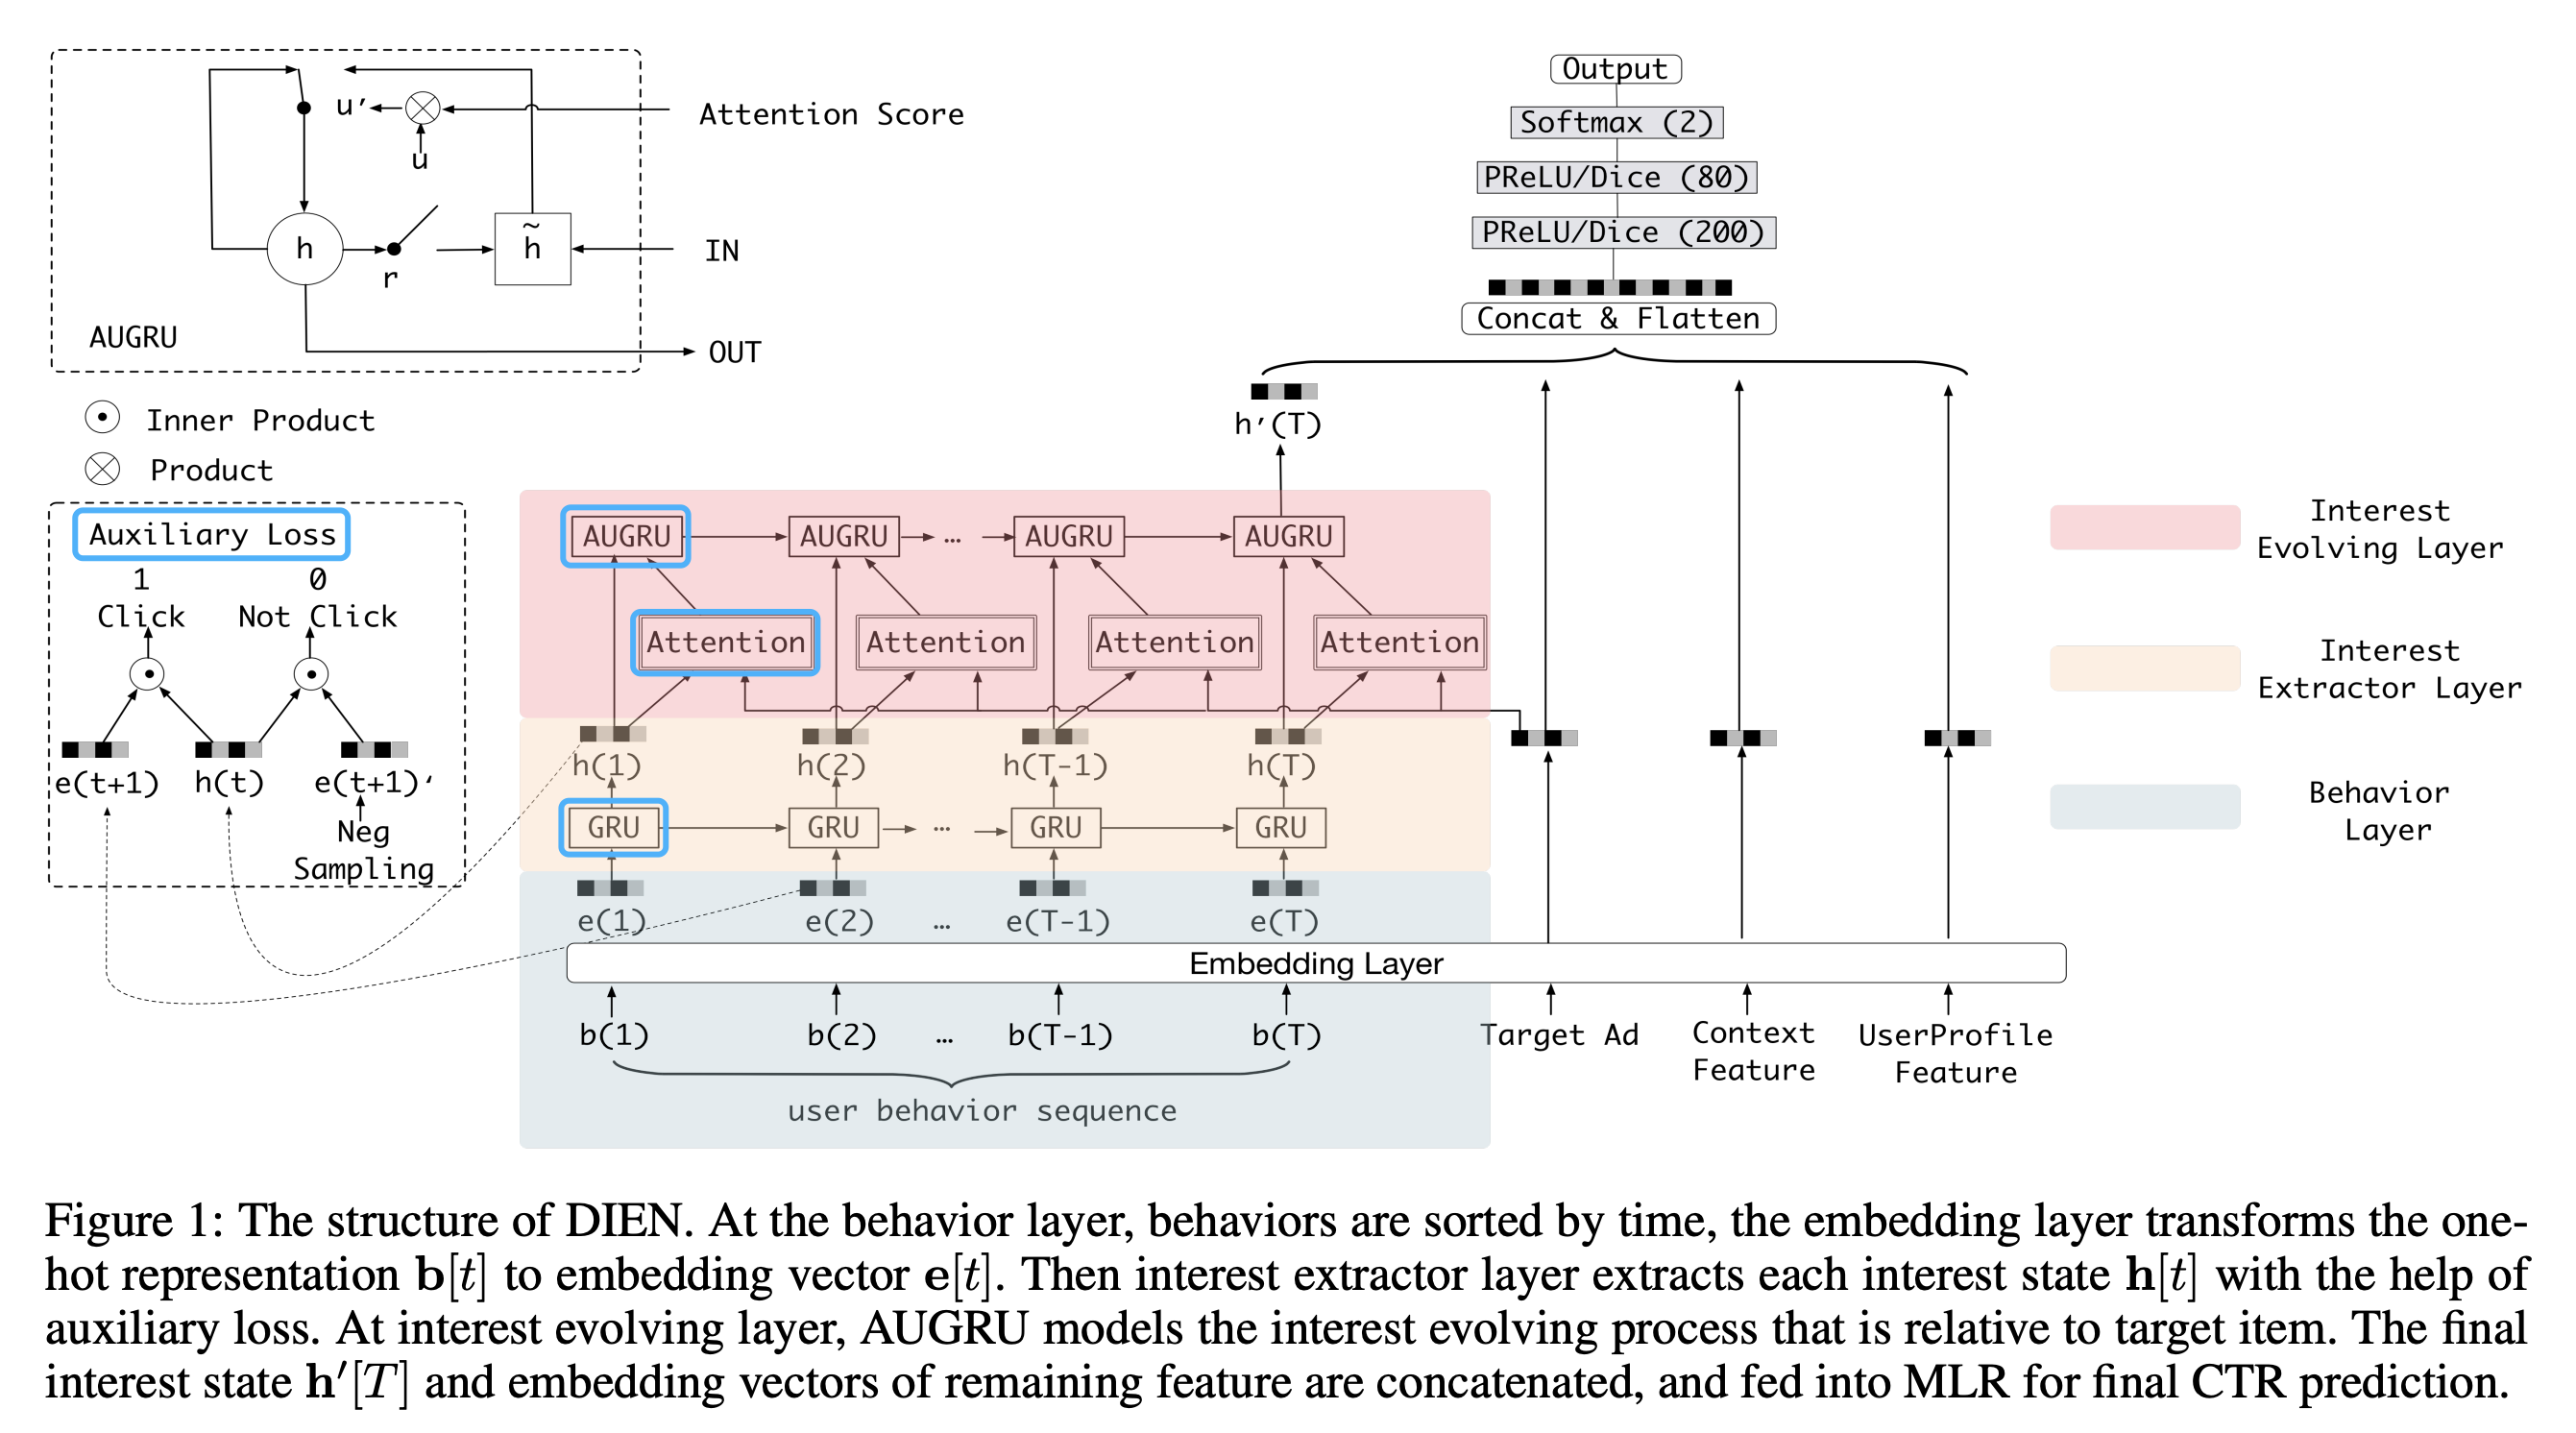 Output
Softmax (2)
PReLU/Dice (80)
PReLU/Dice (200)
Concat & Flatten
u′
u
Attention Score
h
r
h̃
IN
AUGRU
OUT
Inner Product
Product
h′(T)
Auxiliary Loss
1
0
Click
Not Click
e(t+1)
h(t)
e(t+1)′
Neg
Sampling
AUGRU
AUGRU
…
AUGRU
AUGRU
Attention
Attention
Attention
Attention
h(1)
h(2)
h(T-1)
h(T)
GRU
GRU
…
GRU
GRU
e(1)
e(2)
…
e(T-1)
e(T)
Embedding Layer
b(1)
b(2)
…
b(T-1)
b(T)
Target Ad
Context
Feature
UserProfile
Feature
user behavior sequence
Interest
Evolving Layer
Interest
Extractor Layer
Behavior
Layer
Figure 1: The structure of DIEN. At the behavior layer, behaviors are sorted by time, the embedding layer transforms the one-
hot representation b[t] to embedding vector e[t]. Then interest extractor layer extracts each interest state h[t] with the help of
auxiliary loss. At interest evolving layer, AUGRU models the interest evolving process that is relative to target item. The final
interest state h′[T] and embedding vectors of remaining feature are concatenated, and fed into MLR for final CTR prediction.